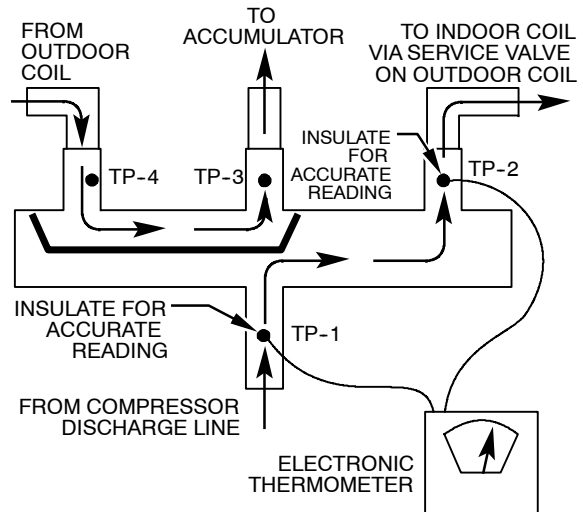 FROM
OUTDOOR
COIL
TO
ACCUMULATOR
TO INDOOR COIL
VIA SERVICE VALVE
ON OUTDOOR COIL
INSULATE
FOR
ACCURATE
READING
TP-4
TP-3
TP-2
INSULATE FOR
ACCURATE
READING
TP-1
FROM COMPRESSOR
DISCHARGE LINE
ELECTRONIC
THERMOMETER